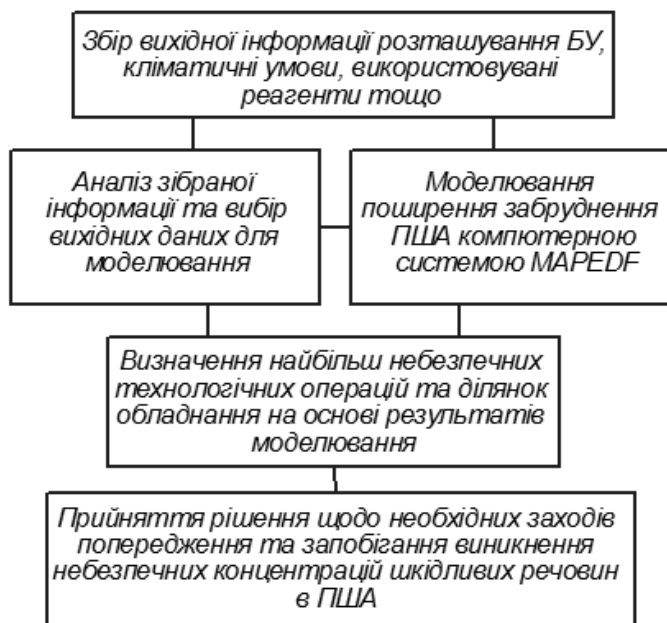 Збір вихідної інформації розташування БУ,
кліматичні умови, використовувані
реагенти тощо
Аналіз зібраної
інформації та вибір
вихідних даних для
моделювання
Моделювання
поширення забруднення
ПША компютерною
системою MAPEDF
Визначення найбільш небезпечних
технологічних операцій та ділянок
обладнання на основі результатів
моделювання
Прийняття рішення щодо необхідних заходів
попередження та запобігання виникнення
небезпечних концентрацій шкідливих речовин
в ПША